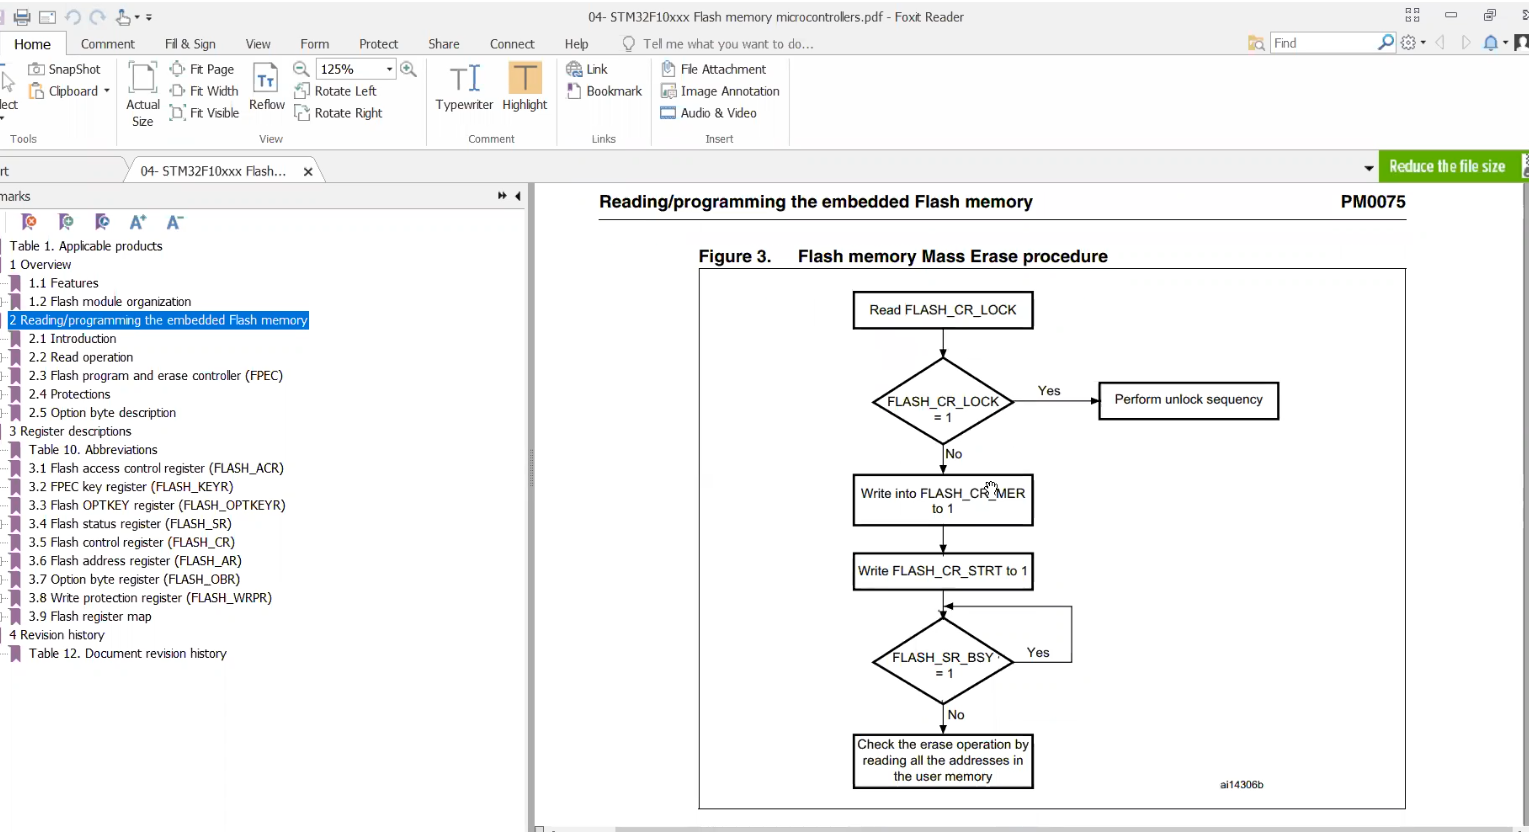 04- STM32F10xxx Flash memory microcontrollers.pdf - Foxit Reader
Home Comment Fill & Sign View Form Protect Share Connect Help Tell me what you want to do... Find
SnapShot
Clipboard
lect
Tools
Actual
Size
Fit Page
Fit Width
Fit Visible
Reflow
125%
Rotate Left
Rotate Right
View
Typewriter
Highlight
Comment
Link
Bookmark
Links
File Attachment
Image Annotation
Audio & Video
Insert
rt
04- STM32F10xxx Flash...
Reduce the file size
marks
Table 1. Applicable products
1 Overview
1.1 Features
1.2 Flash module organization
2 Reading/programming the embedded Flash memory
2.1 Introduction
2.2 Read operation
2.3 Flash program and erase controller (FPEC)
2.4 Protections
2.5 Option byte description
3 Register descriptions
Table 10. Abbreviations
3.1 Flash access control register (FLASH_ACR)
3.2 FPEC key register (FLASH_KEYR)
3.3 Flash OPTKEY register (FLASH_OPTKEYR)
3.4 Flash status register (FLASH_SR)
3.5 Flash control register (FLASH_CR)
3.6 Flash address register (FLASH_AR)
3.7 Option byte register (FLASH_OBR)
3.8 Write protection register (FLASH_WRPR)
3.9 Flash register map
4 Revision history
Table 12. Document revision history
Reading/programming the embedded Flash memory PM0075
Figure 3. Flash memory Mass Erase procedure
Read FLASH_CR_LOCK
FLASH_CR_LOCK
= 1
Yes
Perform unlock sequency
No
Write into FLASH_CR_MER
to 1
Write FLASH_CR_STRT to 1
FLASH_SR_BSY
= 1
Yes
No
Check the erase operation by
reading all the addresses in
the user memory
ai14306b